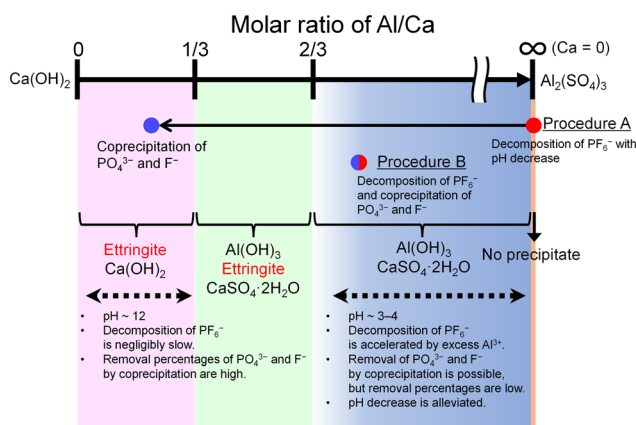 Molar ratio of Al/Ca
0
1/3
2/3
∞ (Ca = 0)
Ca(OH)₂
Al₂(SO₄)₃
Procedure A
Coprecipitation of
PO₄³⁻ and F⁻
Decomposition of PF₆⁻ with
pH decrease
Procedure B
Decomposition of PF₆⁻
and coprecipitation of
PO₄³⁻ and F⁻
Ettringite
Ca(OH)₂
Al(OH)₃
Ettringite
CaSO₄·2H₂O
Al(OH)₃
CaSO₄·2H₂O
No precipitate
• pH ~ 12
• Decomposition of PF₆⁻
is negligibly slow.
• Removal percentages of PO₄³⁻ and F⁻
by coprecipitation are high.
• pH ~ 3–4
• Decomposition of PF₆⁻
is accelerated by excess Al³⁺.
• Removal of PO₄³⁻ and F⁻
by coprecipitation is possible,
but removal percentages are low.
• pH decrease is alleviated.